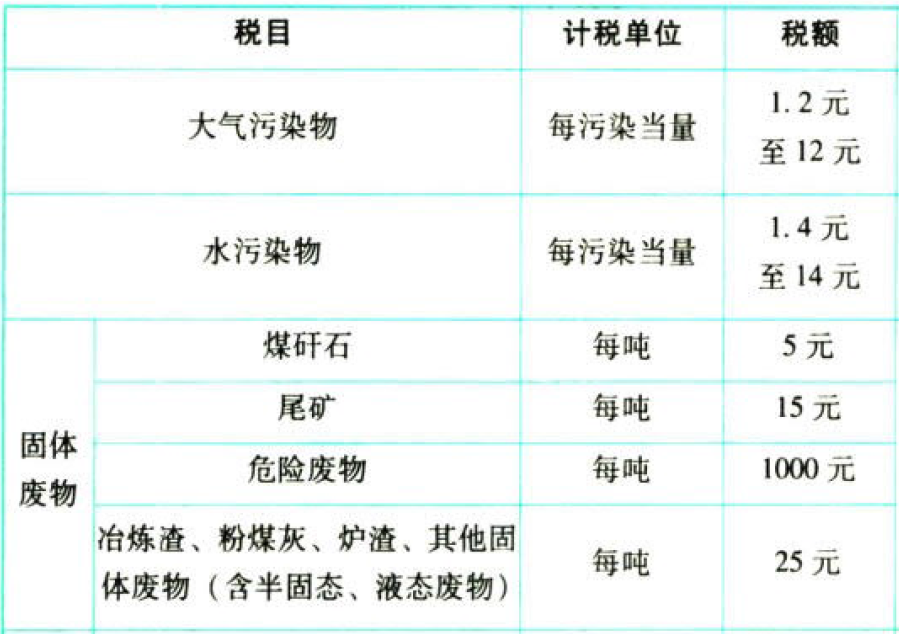 税目 计税单位 税额
大气污染物 每污染当量 1.2 元
至 12 元
水污染物 每污染当量 1.4 元
至 14 元
固体
废物
煤矸石 每吨 5 元
尾矿 每吨 15 元
危险废物 每吨 1000 元
冶炼渣、粉煤灰、炉渣、其他固
体废物（含半固态、液态废物） 每吨 25 元